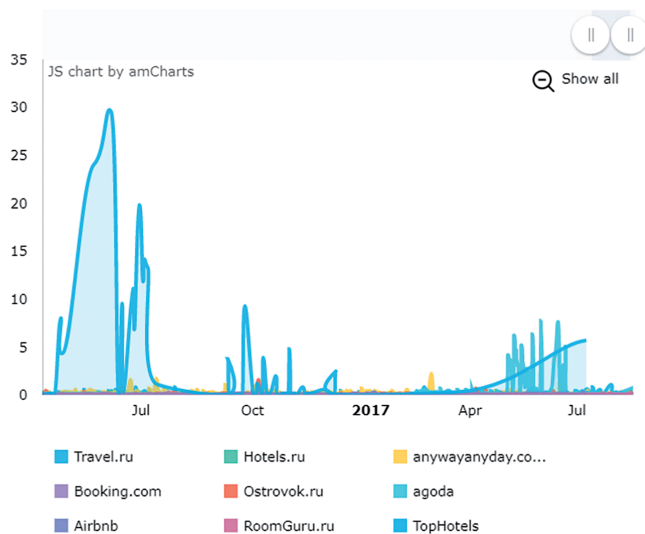 35
JS chart by amCharts
Show all
30
25
20
15
10
5
0
Jul Oct 2017 Apr Jul
Travel.ru Hotels.ru anywayanyday.co...
Booking.com Ostrovok.ru agoda
Airbnb RoomGuru.ru TopHotels